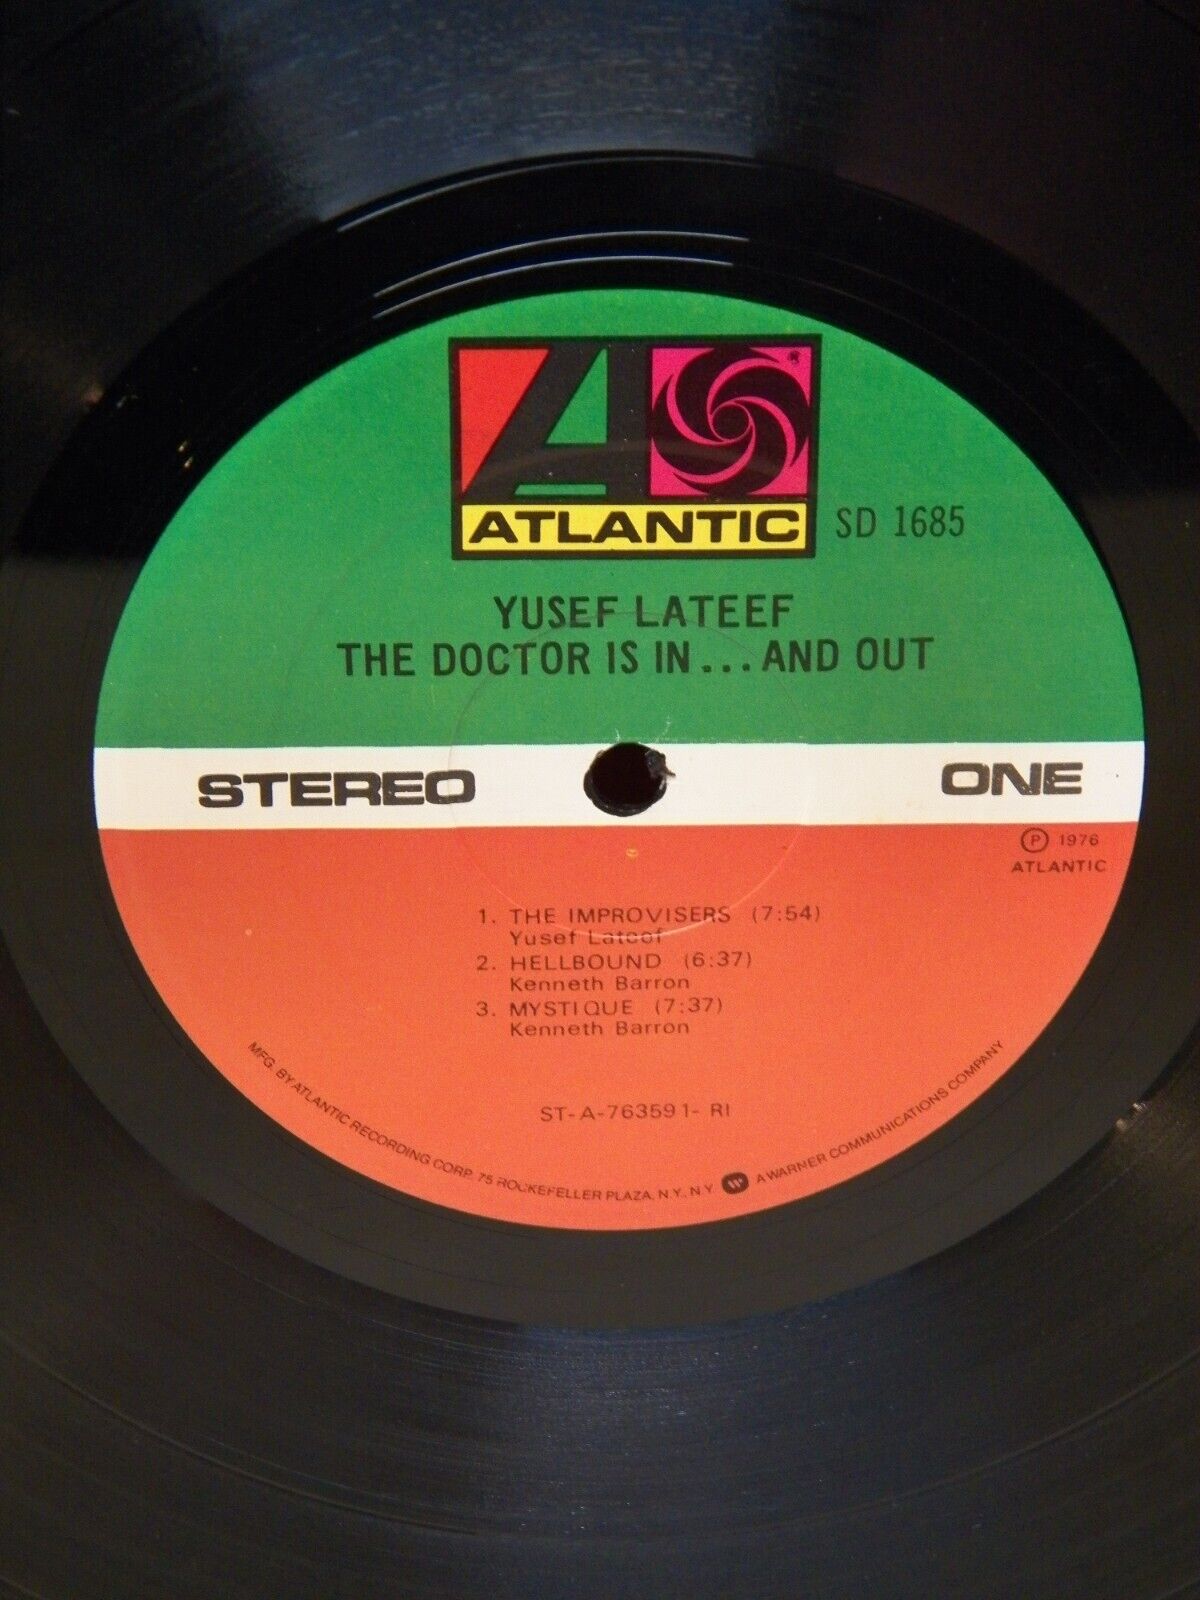 A
®
ATLANTIC
SD 1685
YUSEF LATEEF
THE DOCTOR IS IN...AND OUT
STEREO
ONE
Ⓟ 1976
ATLANTIC
1. THE IMPROVISERS (7:54)
Yusef Lateef
2. HELLBOUND (6:37)
Kenneth Barron
3. MYSTIQUE (7:37)
Kenneth Barron
ST-A-763591-RI
MFG. BY ATLANTIC RECORDING CORP. 75 ROCKEFELLER PLAZA, N.Y., N.Y. W A WARNER COMMUNICATIONS COMPANY